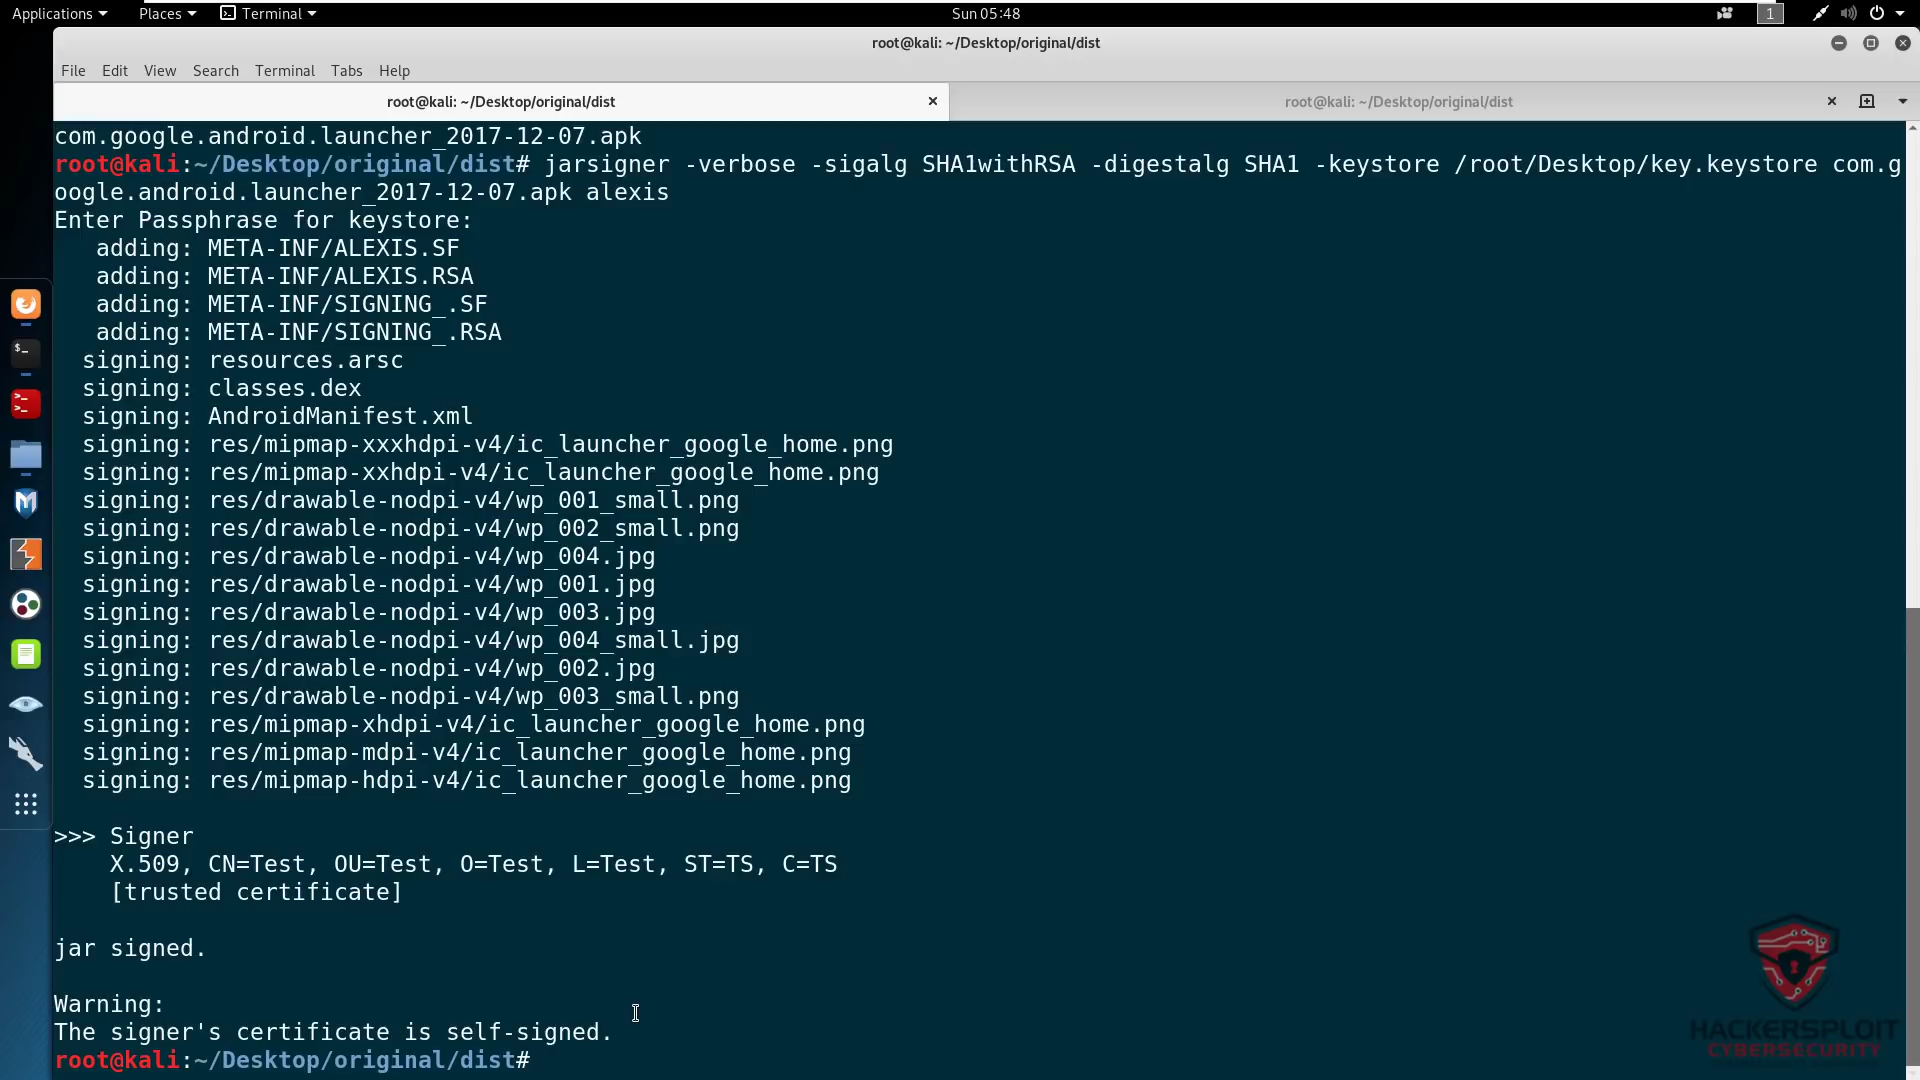 Applications Places Terminal Sun 05:48 1
root@kali: ~/Desktop/original/dist
File Edit View Search Terminal Tabs Help
root@kali: ~/Desktop/original/dist root@kali: ~/Desktop/original/dist
com.google.android.launcher_2017-12-07.apk
root@kali:~/Desktop/original/dist# jarsigner -verbose -sigalg SHA1withRSA -digestalg SHA1 -keystore /root/Desktop/key.keystore com.g
oogle.android.launcher_2017-12-07.apk alexis
Enter Passphrase for keystore:
adding: META-INF/ALEXIS.SF
adding: META-INF/ALEXIS.RSA
adding: META-INF/SIGNING_.SF
adding: META-INF/SIGNING_.RSA
signing: resources.arsc
signing: classes.dex
signing: AndroidManifest.xml
signing: res/mipmap-xxxhdpi-v4/ic_launcher_google_home.png
signing: res/mipmap-xxhdpi-v4/ic_launcher_google_home.png
signing: res/drawable-nodpi-v4/wp_001_small.png
signing: res/drawable-nodpi-v4/wp_002_small.png
signing: res/drawable-nodpi-v4/wp_004.jpg
signing: res/drawable-nodpi-v4/wp_001.jpg
signing: res/drawable-nodpi-v4/wp_003.jpg
signing: res/drawable-nodpi-v4/wp_004_small.jpg
signing: res/drawable-nodpi-v4/wp_002.jpg
signing: res/drawable-nodpi-v4/wp_003_small.png
signing: res/mipmap-xhdpi-v4/ic_launcher_google_home.png
signing: res/mipmap-mdpi-v4/ic_launcher_google_home.png
signing: res/mipmap-hdpi-v4/ic_launcher_google_home.png
>>> Signer
X.509, CN=Test, OU=Test, O=Test, L=Test, ST=TS, C=TS
[trusted certificate]
jar signed.
Warning:
The signer's certificate is self-signed.
root@kali:~/Desktop/original/dist#
HACKERSPLOIT
CYBERSECURITY